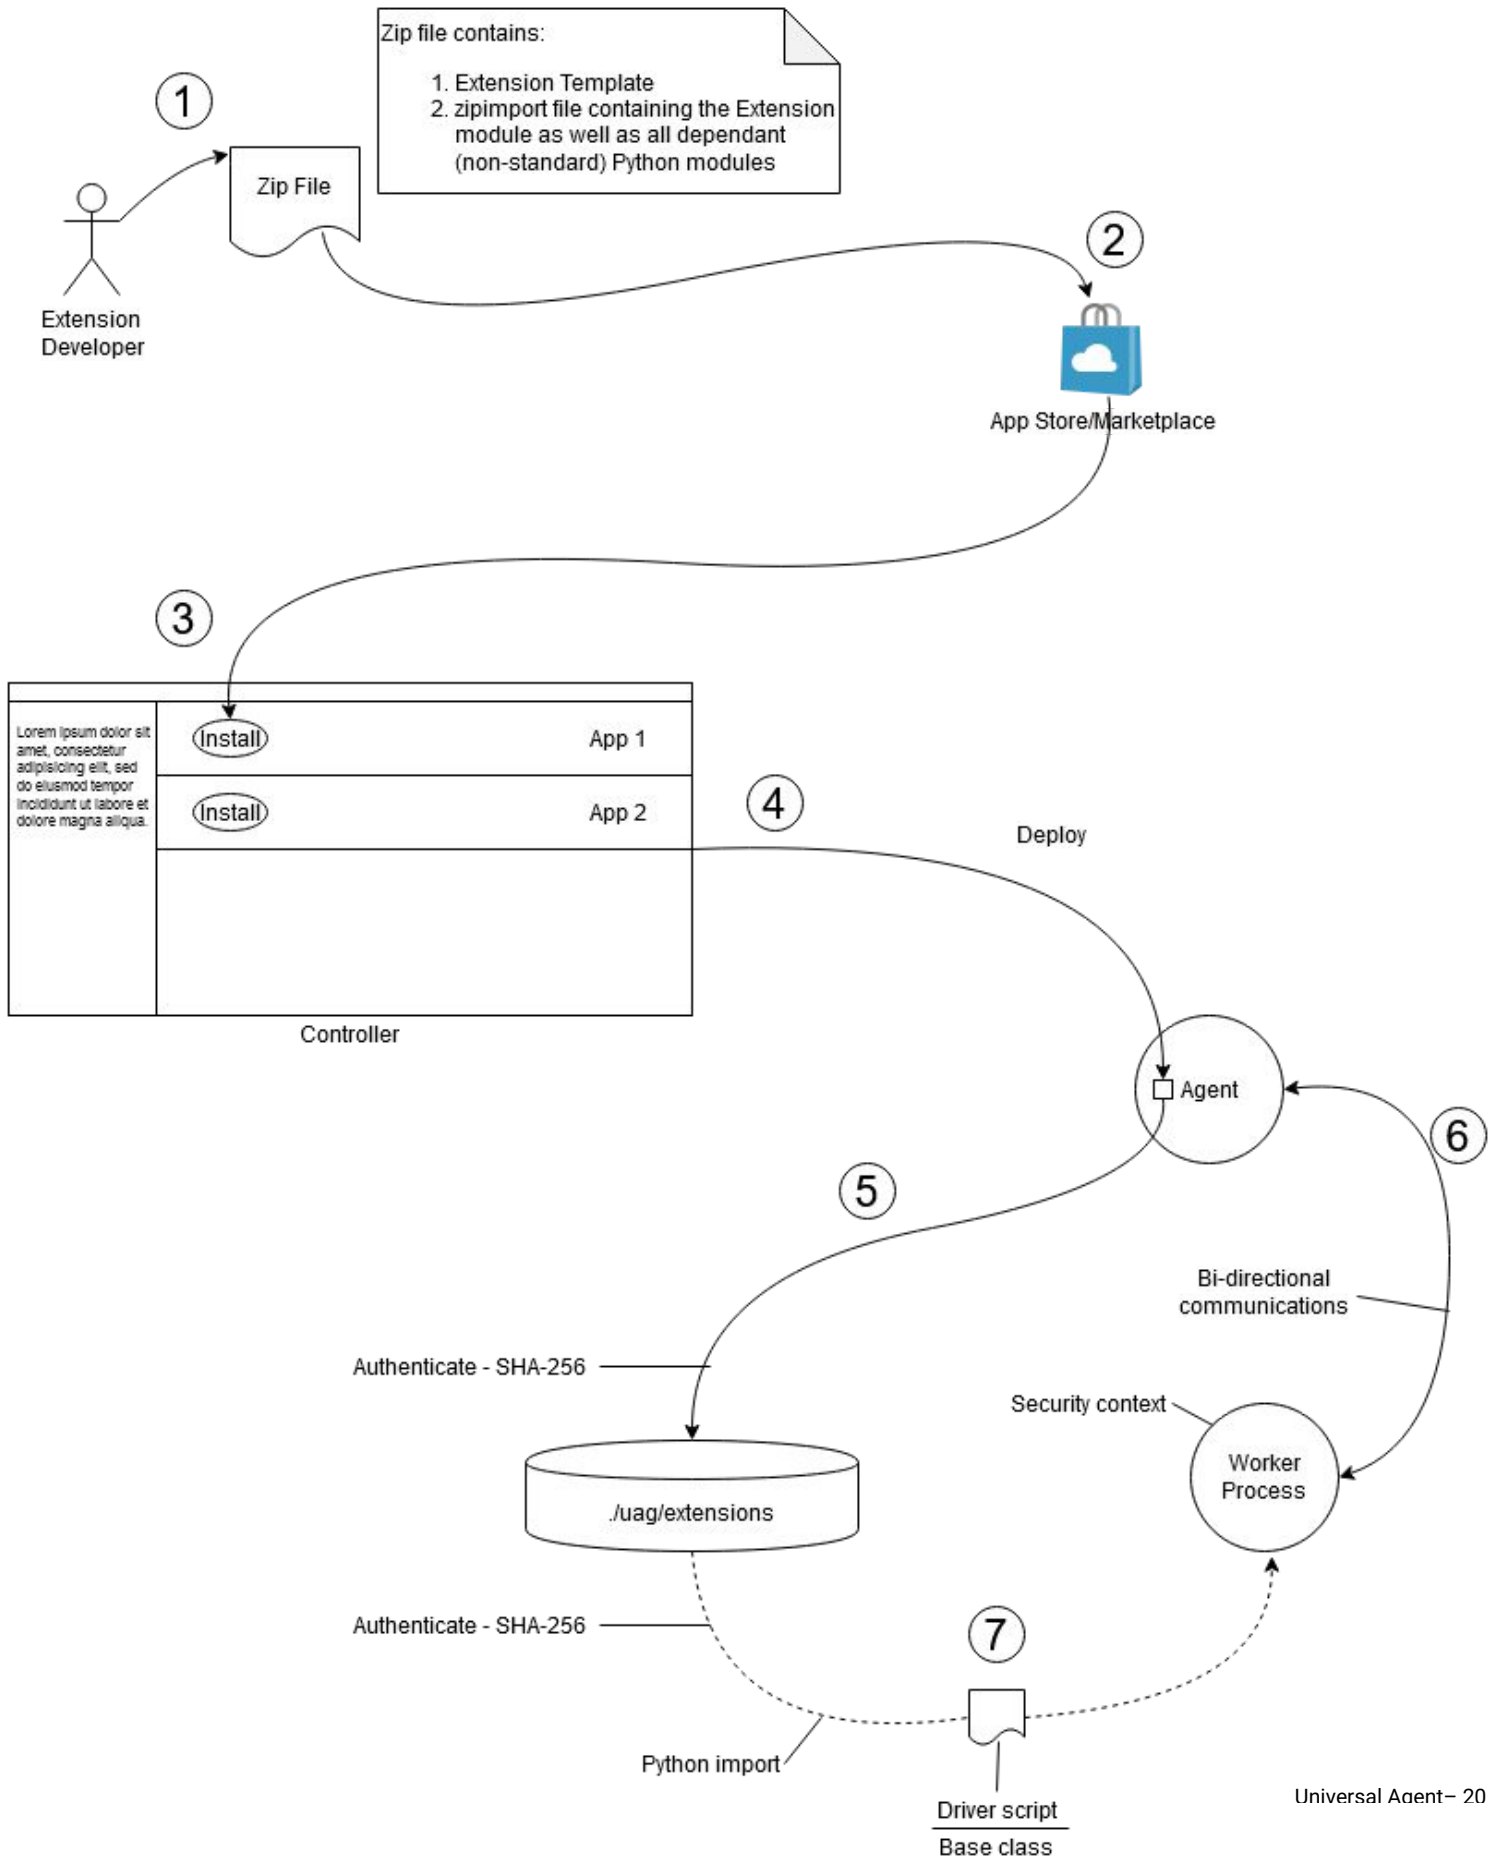 Zip file contains:
1. Extension Template
2. zipimport file containing the Extension
module as well as all dependant
(non-standard) Python modules
1
Zip File
Extension
Developer
2
App Store/Marketplace
3
Lorem ipsum dolor sit
amet, consectetur
adipisicing elit, sed
do eiusmod tempor
incididunt ut labore et
dolore magna aliqua.
Install
App 1
Install
App 2
4
Deploy
Controller
Agent
6
5
Bi-directional
communications
Authenticate - SHA-256
Security context
Worker
Process
./uag/extensions
Authenticate - SHA-256
7
Python import
Driver script
Base class
Universal Agent– 20